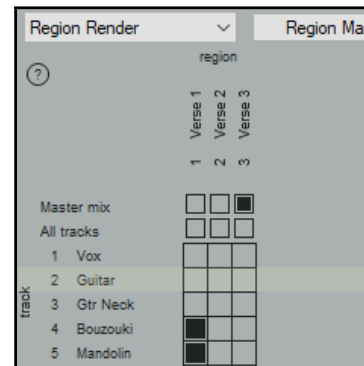 Region Render Region Ma
region
?
Verse 1 Verse 2 Verse 3
1 2 3
Master mix
All tracks
track
1 Vox
2 Guitar
3 Gtr Neck
4 Bouzouki
5 Mandolin